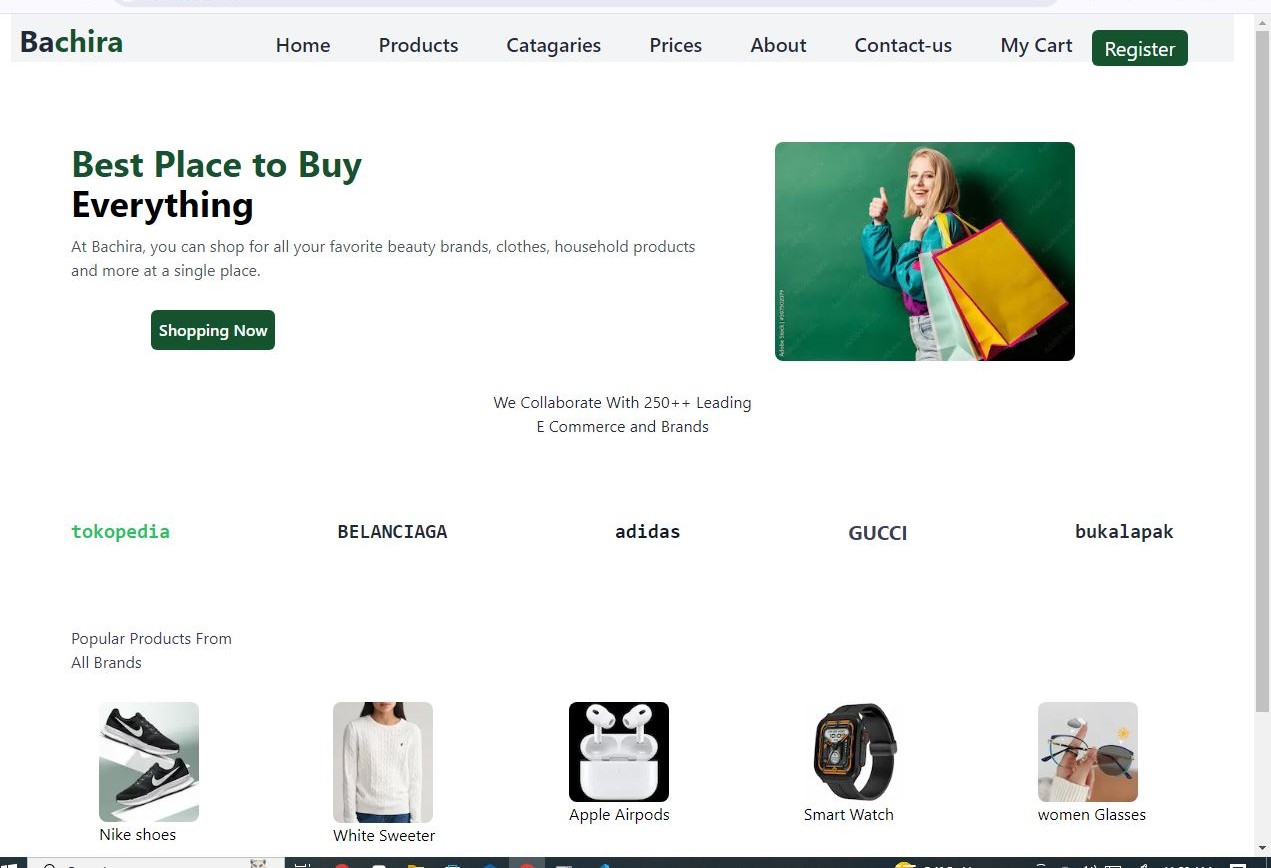 Bachira
Home Products Catagaries Prices About Contact-us My Cart Register
Best Place to Buy
Everything
At Bachira, you can shop for all your favorite beauty brands, clothes, household products
and more at a single place.
Shopping Now
We Collaborate With 250++ Leading
E Commerce and Brands
tokopedia BELANCIAGA adidas GUCCI bukalapak
Popular Products From
All Brands
Nike shoes
White Sweeter
Apple Airpods
Smart Watch
women Glasses